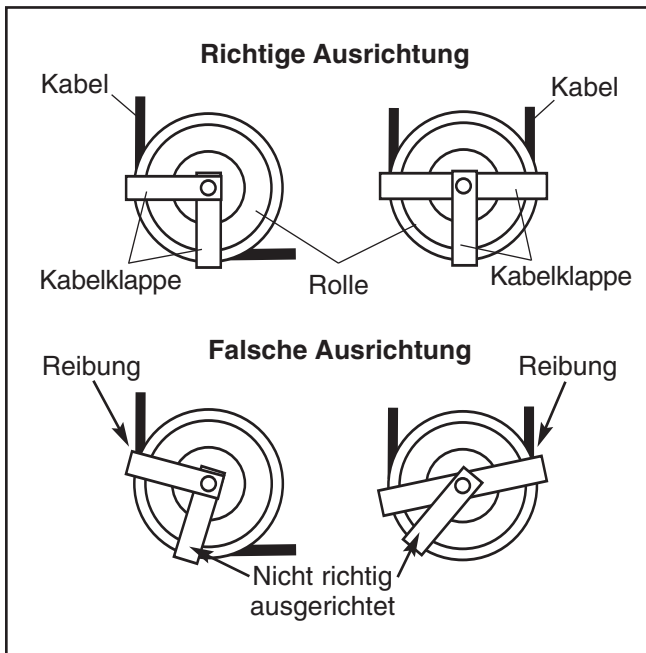 Richtige Ausrichtung
Kabel
Kabel
Kabelklappe
Rolle
Kabelklappe
Falsche Ausrichtung
Reibung
Reibung
Nicht richtig
ausgerichtet